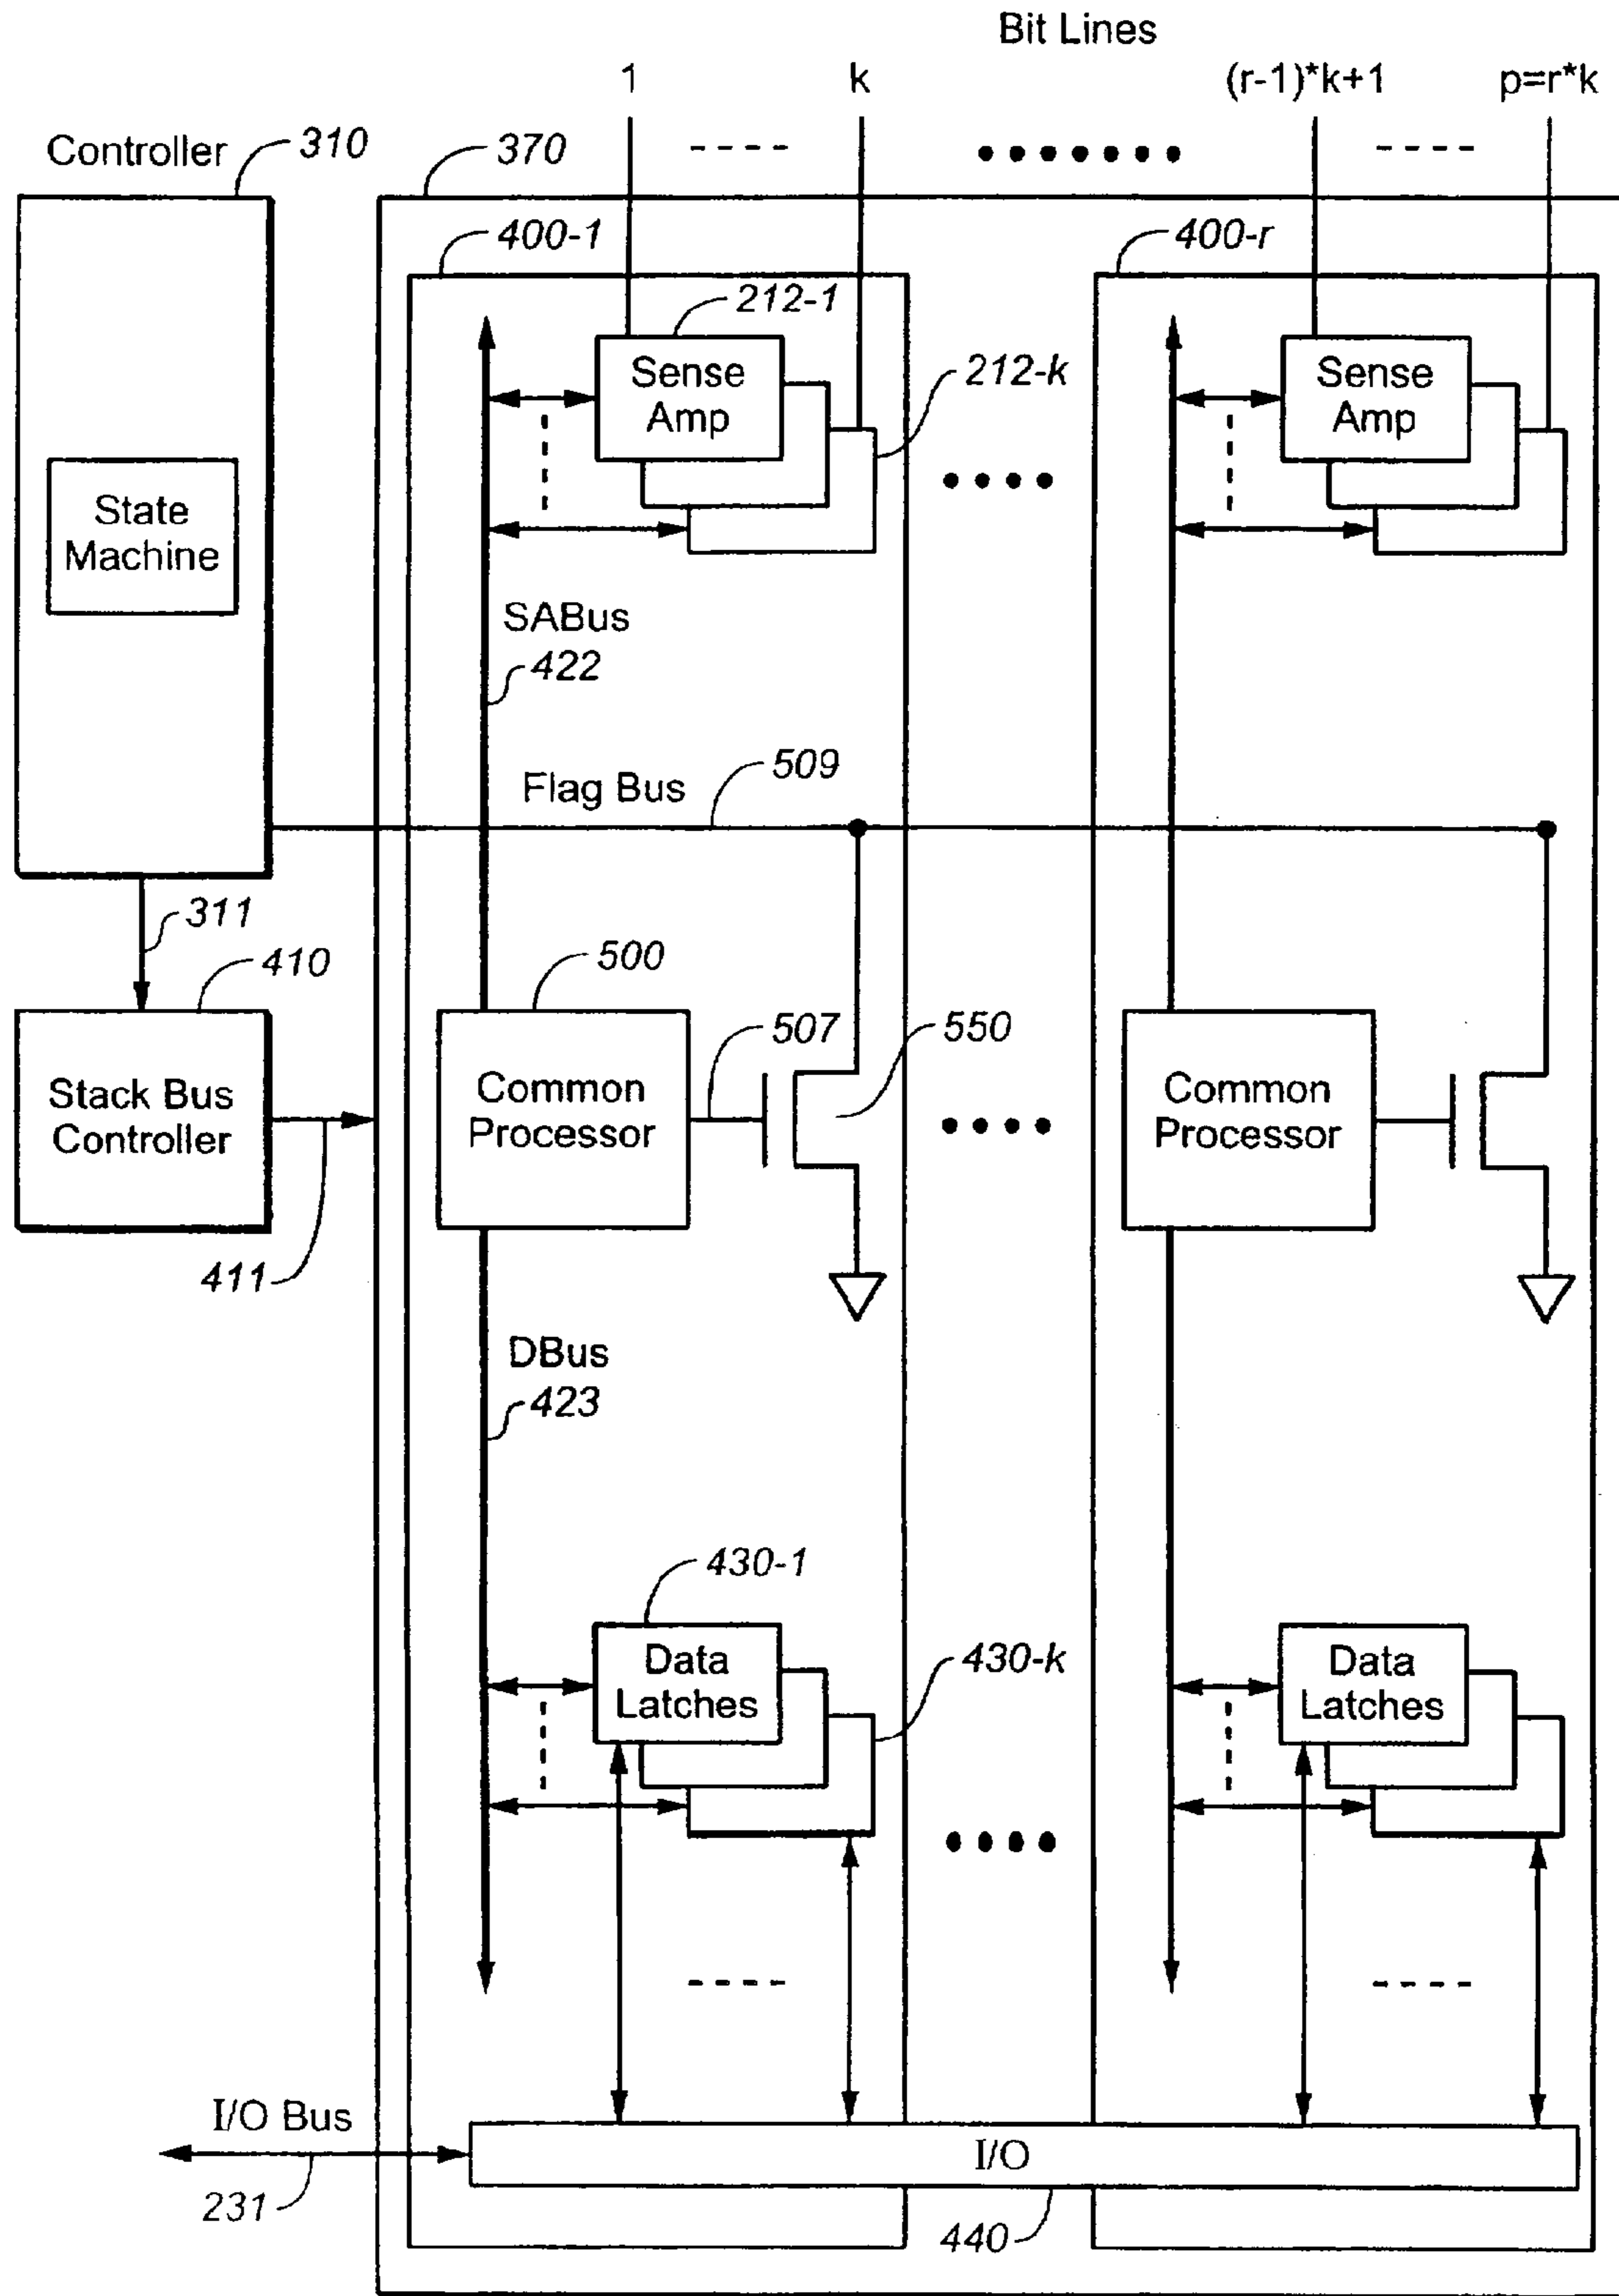 Bit Lines
1
k
(r-1)*k+1
p=r*k
Controller
310
370
400-1
400-r
212-1
Sense
Amp
212-k
Sense
Amp
State
Machine
SABus
422
Flag Bus
509
311
410
500
507
550
Stack Bus
Controller
Common
Processor
Common
Processor
411
DBus
423
430-1
Data
Latches
430-k
Data
Latches
I/O Bus
I/O
231
440